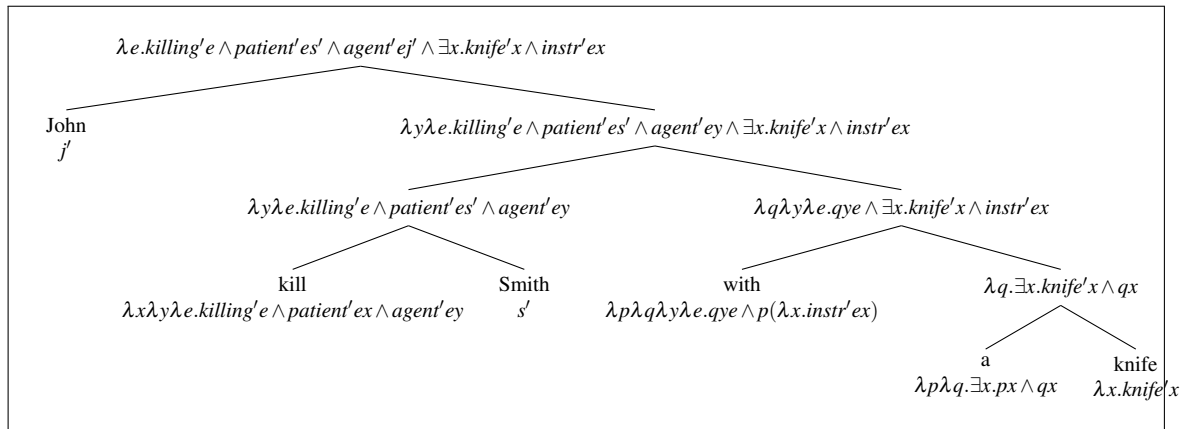 λe.killing′e ∧ patient′es′ ∧ agent′ej′ ∧ ∃x.knife′x ∧ instr′ex
John
j′
λyλe.killing′e ∧ patient′es′ ∧ agent′ey ∧ ∃x.knife′x ∧ instr′ex
λyλe.killing′e ∧ patient′es′ ∧ agent′ey
λqλyλe.qye ∧ ∃x.knife′x ∧ instr′ex
kill
λxλyλe.killing′e ∧ patient′ex ∧ agent′ey
Smith
s′
with
λpλqλyλe.qye ∧ p(λx.instr′ex)
λq.∃x.knife′x ∧ qx
a
λpλq.∃x.px ∧ qx
knife
λx.knife′x